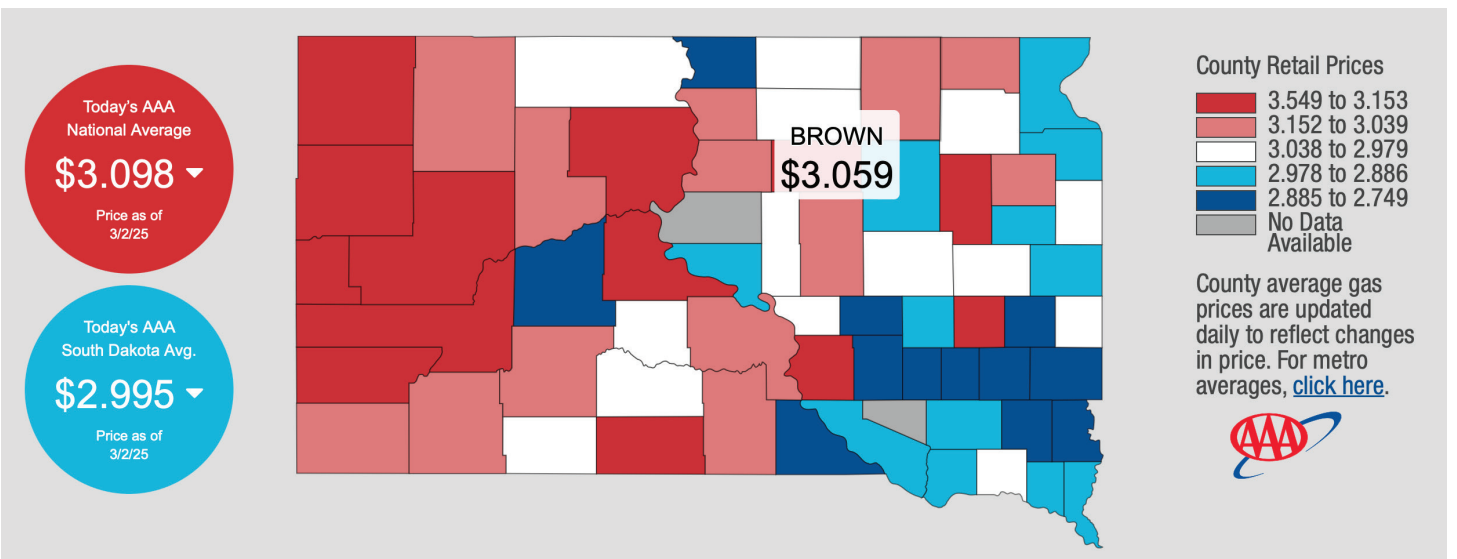 Today's AAA
National Average
$3.098
Price as of
3/2/25
Today's AAA
South Dakota Avg.
$2.995
Price as of
3/2/25
BROWN
$3.059
County Retail Prices
3.549 to 3.153
3.152 to 3.039
3.038 to 2.979
2.978 to 2.886
2.885 to 2.749
No Data
Available
County average gas
prices are updated
daily to reflect changes
in price. For metro
averages, click here.
AAA